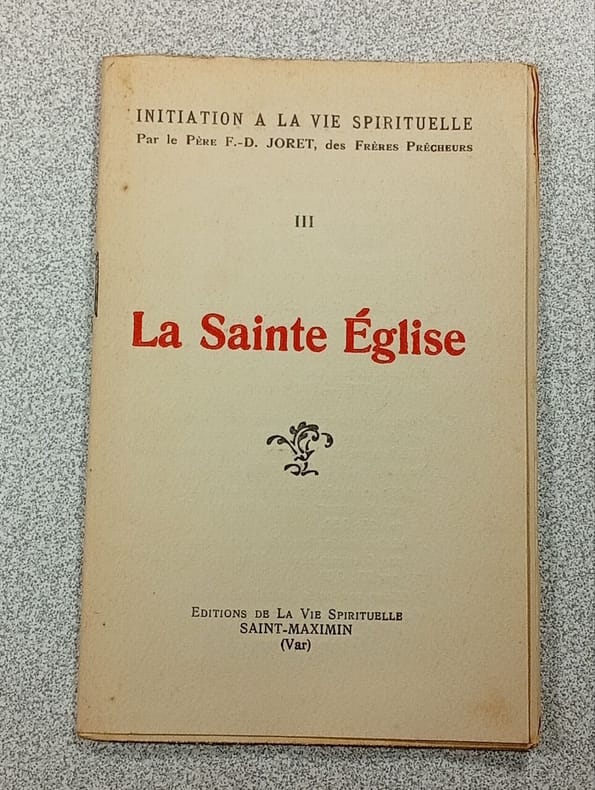 INITIATION A LA VIE SPIRITUELLE
Par le PÈRE F.-D. JORET, des FRÈRES PRÊCHEURS
III
La Sainte Église
EDITIONS DE LA VIE SPIRITUELLE
SAINT-MAXIMIN
(Var)